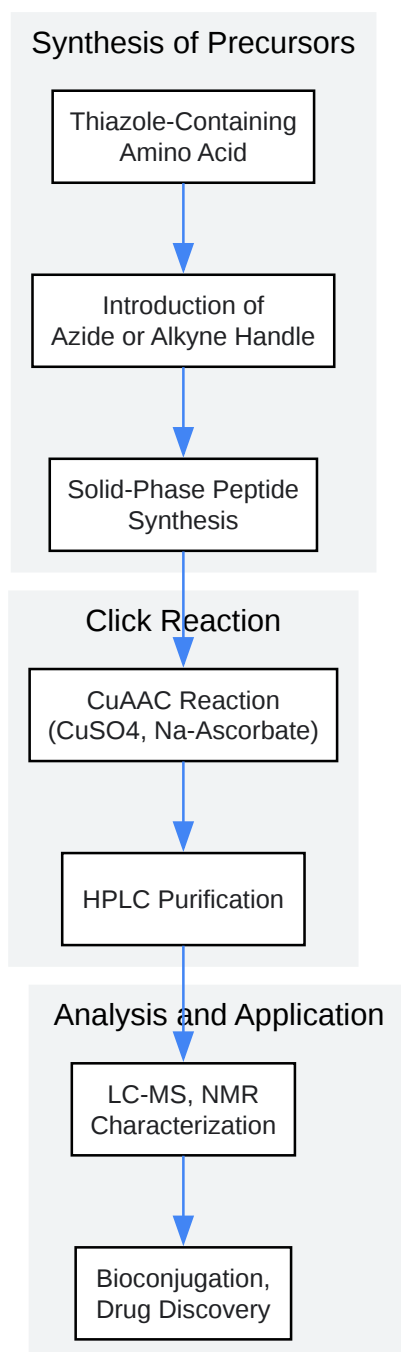 Synthesis of Precursors
Thiazole-Containing
Amino Acid
Introduction of
Azide or Alkyne Handle
Solid-Phase Peptide
Synthesis
Click Reaction
CuAAC Reaction
(CuSO4, Na-Ascorbate)
HPLC Purification
Analysis and Application
LC-MS, NMR
Characterization
Bioconjugation,
Drug Discovery